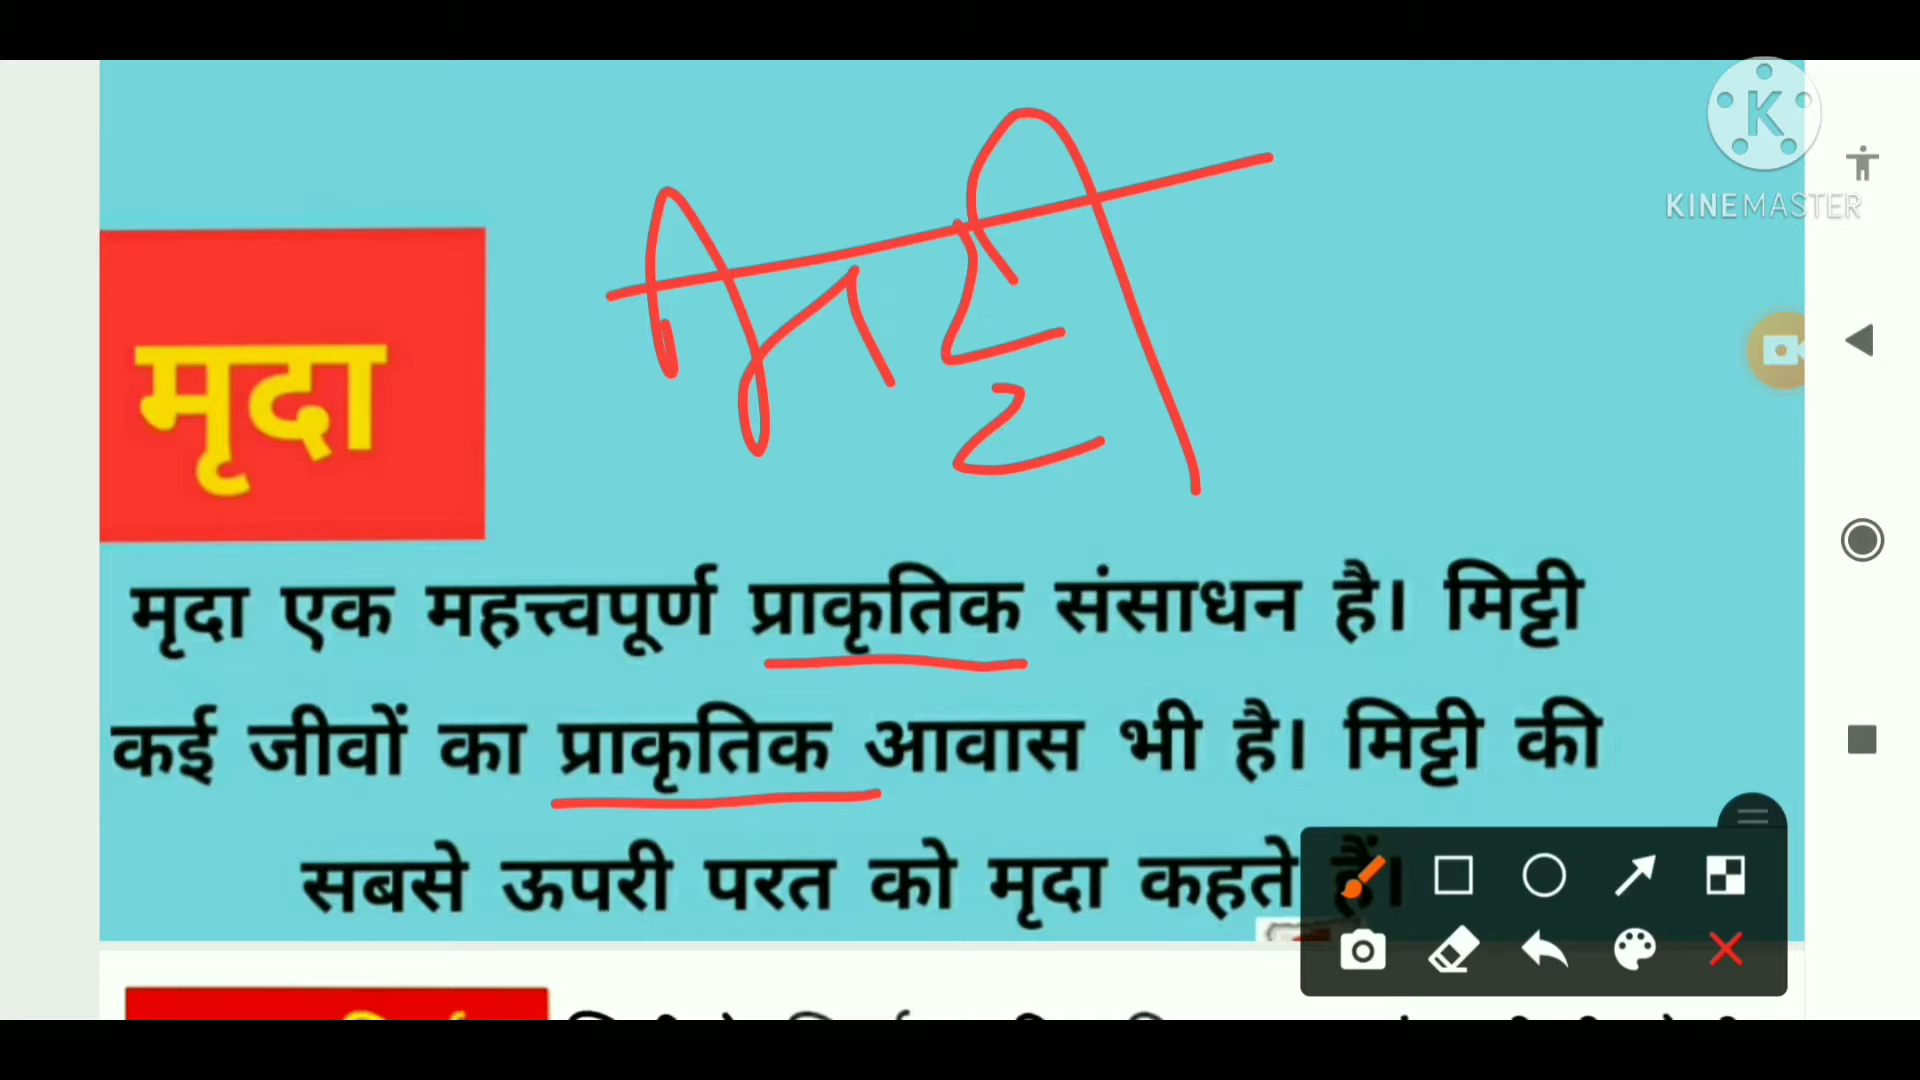 KINEMASTER
मिट्टी
मृदा
मृदा एक महत्त्वपूर्ण प्राकृतिक संसाधन है। मिट्टी
कई जीवों का प्राकृतिक आवास भी है। मिट्टी की
सबसे ऊपरी परत को मृदा कहते हैं।